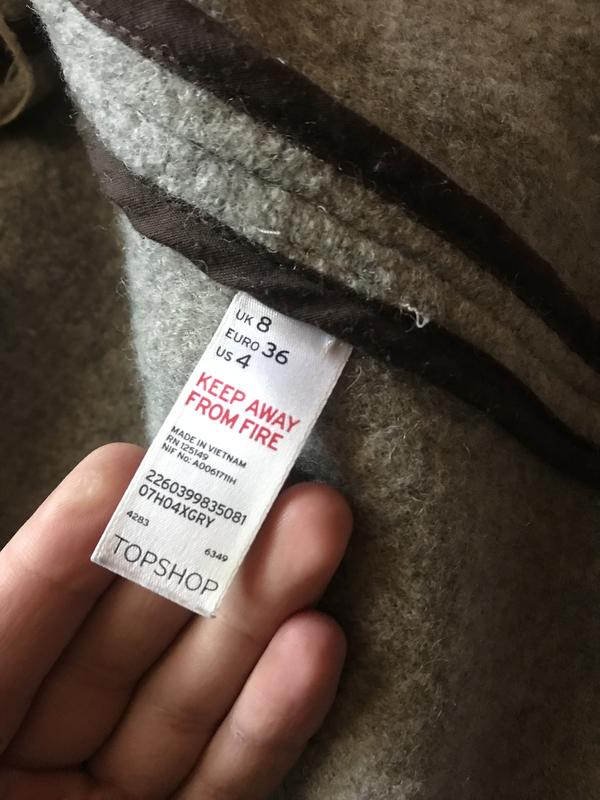 UK 8
EURO 36
US 4
KEEP AWAY
FROM FIRE
MADE IN VIETNAM
RN 125149
NIF No: A0061711H
2260399835081
07H04XGRY
4283 6349
TOPSHOP